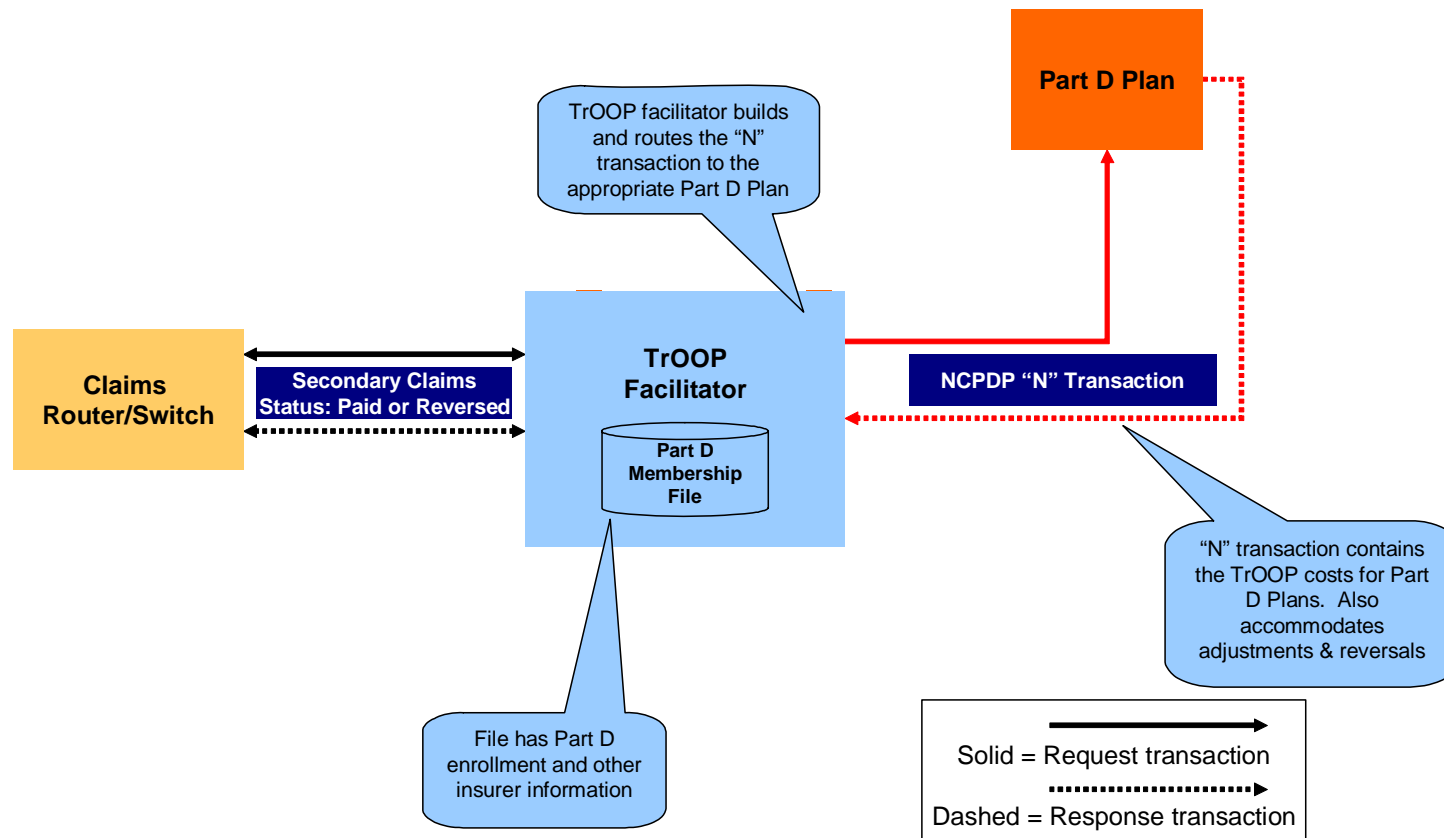 Part D Plan
TrOOP facilitator builds
and routes the “N”
transaction to the
appropriate Part D Plan
Claims
Router/Switch
Secondary Claims
Status: Paid or Reversed
TrOOP
Facilitator
Part D
Membership
File
NCPDP “N” Transaction
“N” transaction contains
the TrOOP costs for Part
D Plans.  Also
accommodates
adjustments & reversals
File has Part D
enrollment and other
insurer information
Solid = Request transaction
Dashed = Response transaction